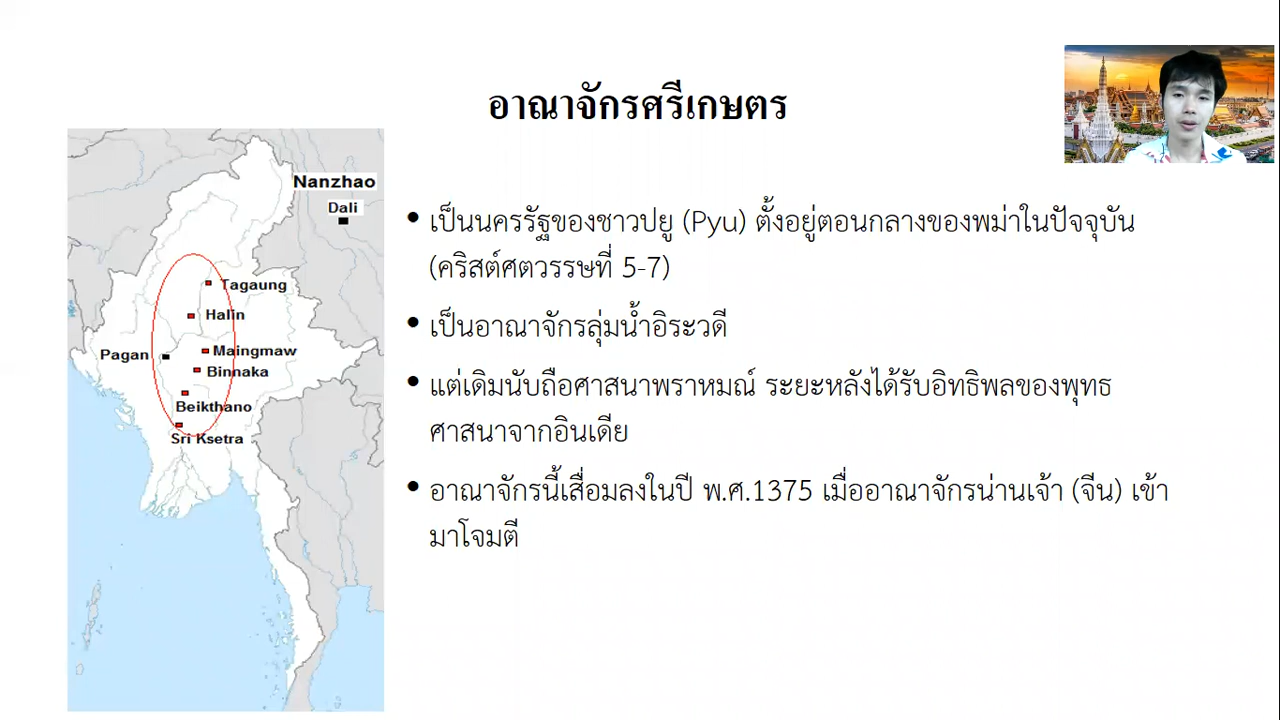 อาณาจักรศรีเกษตร
Nanzhao
Dali
Tagaung
Halin
Pagan
Maingmaw
Binnaka
Beikthano
Sri Ksetra
• เป็นนครรัฐของชาวปยู (Pyu) ตั้งอยู่ตอนกลางของพม่าในปัจจุบัน
(คริสต์ศตวรรษที่ 5-7)
• เป็นอาณาจักรลุ่มน้ำอิระวดี
• แต่เดิมนับถือศาสนาพราหมณ์ ระยะหลังได้รับอิทธิพลของพุทธ
ศาสนาจากอินเดีย
• อาณาจักรนี้เสื่อมลงในปี พ.ศ.1375 เมื่ออาณาจักรน่านเจ้า (จีน) เข้า
มาโจมตี